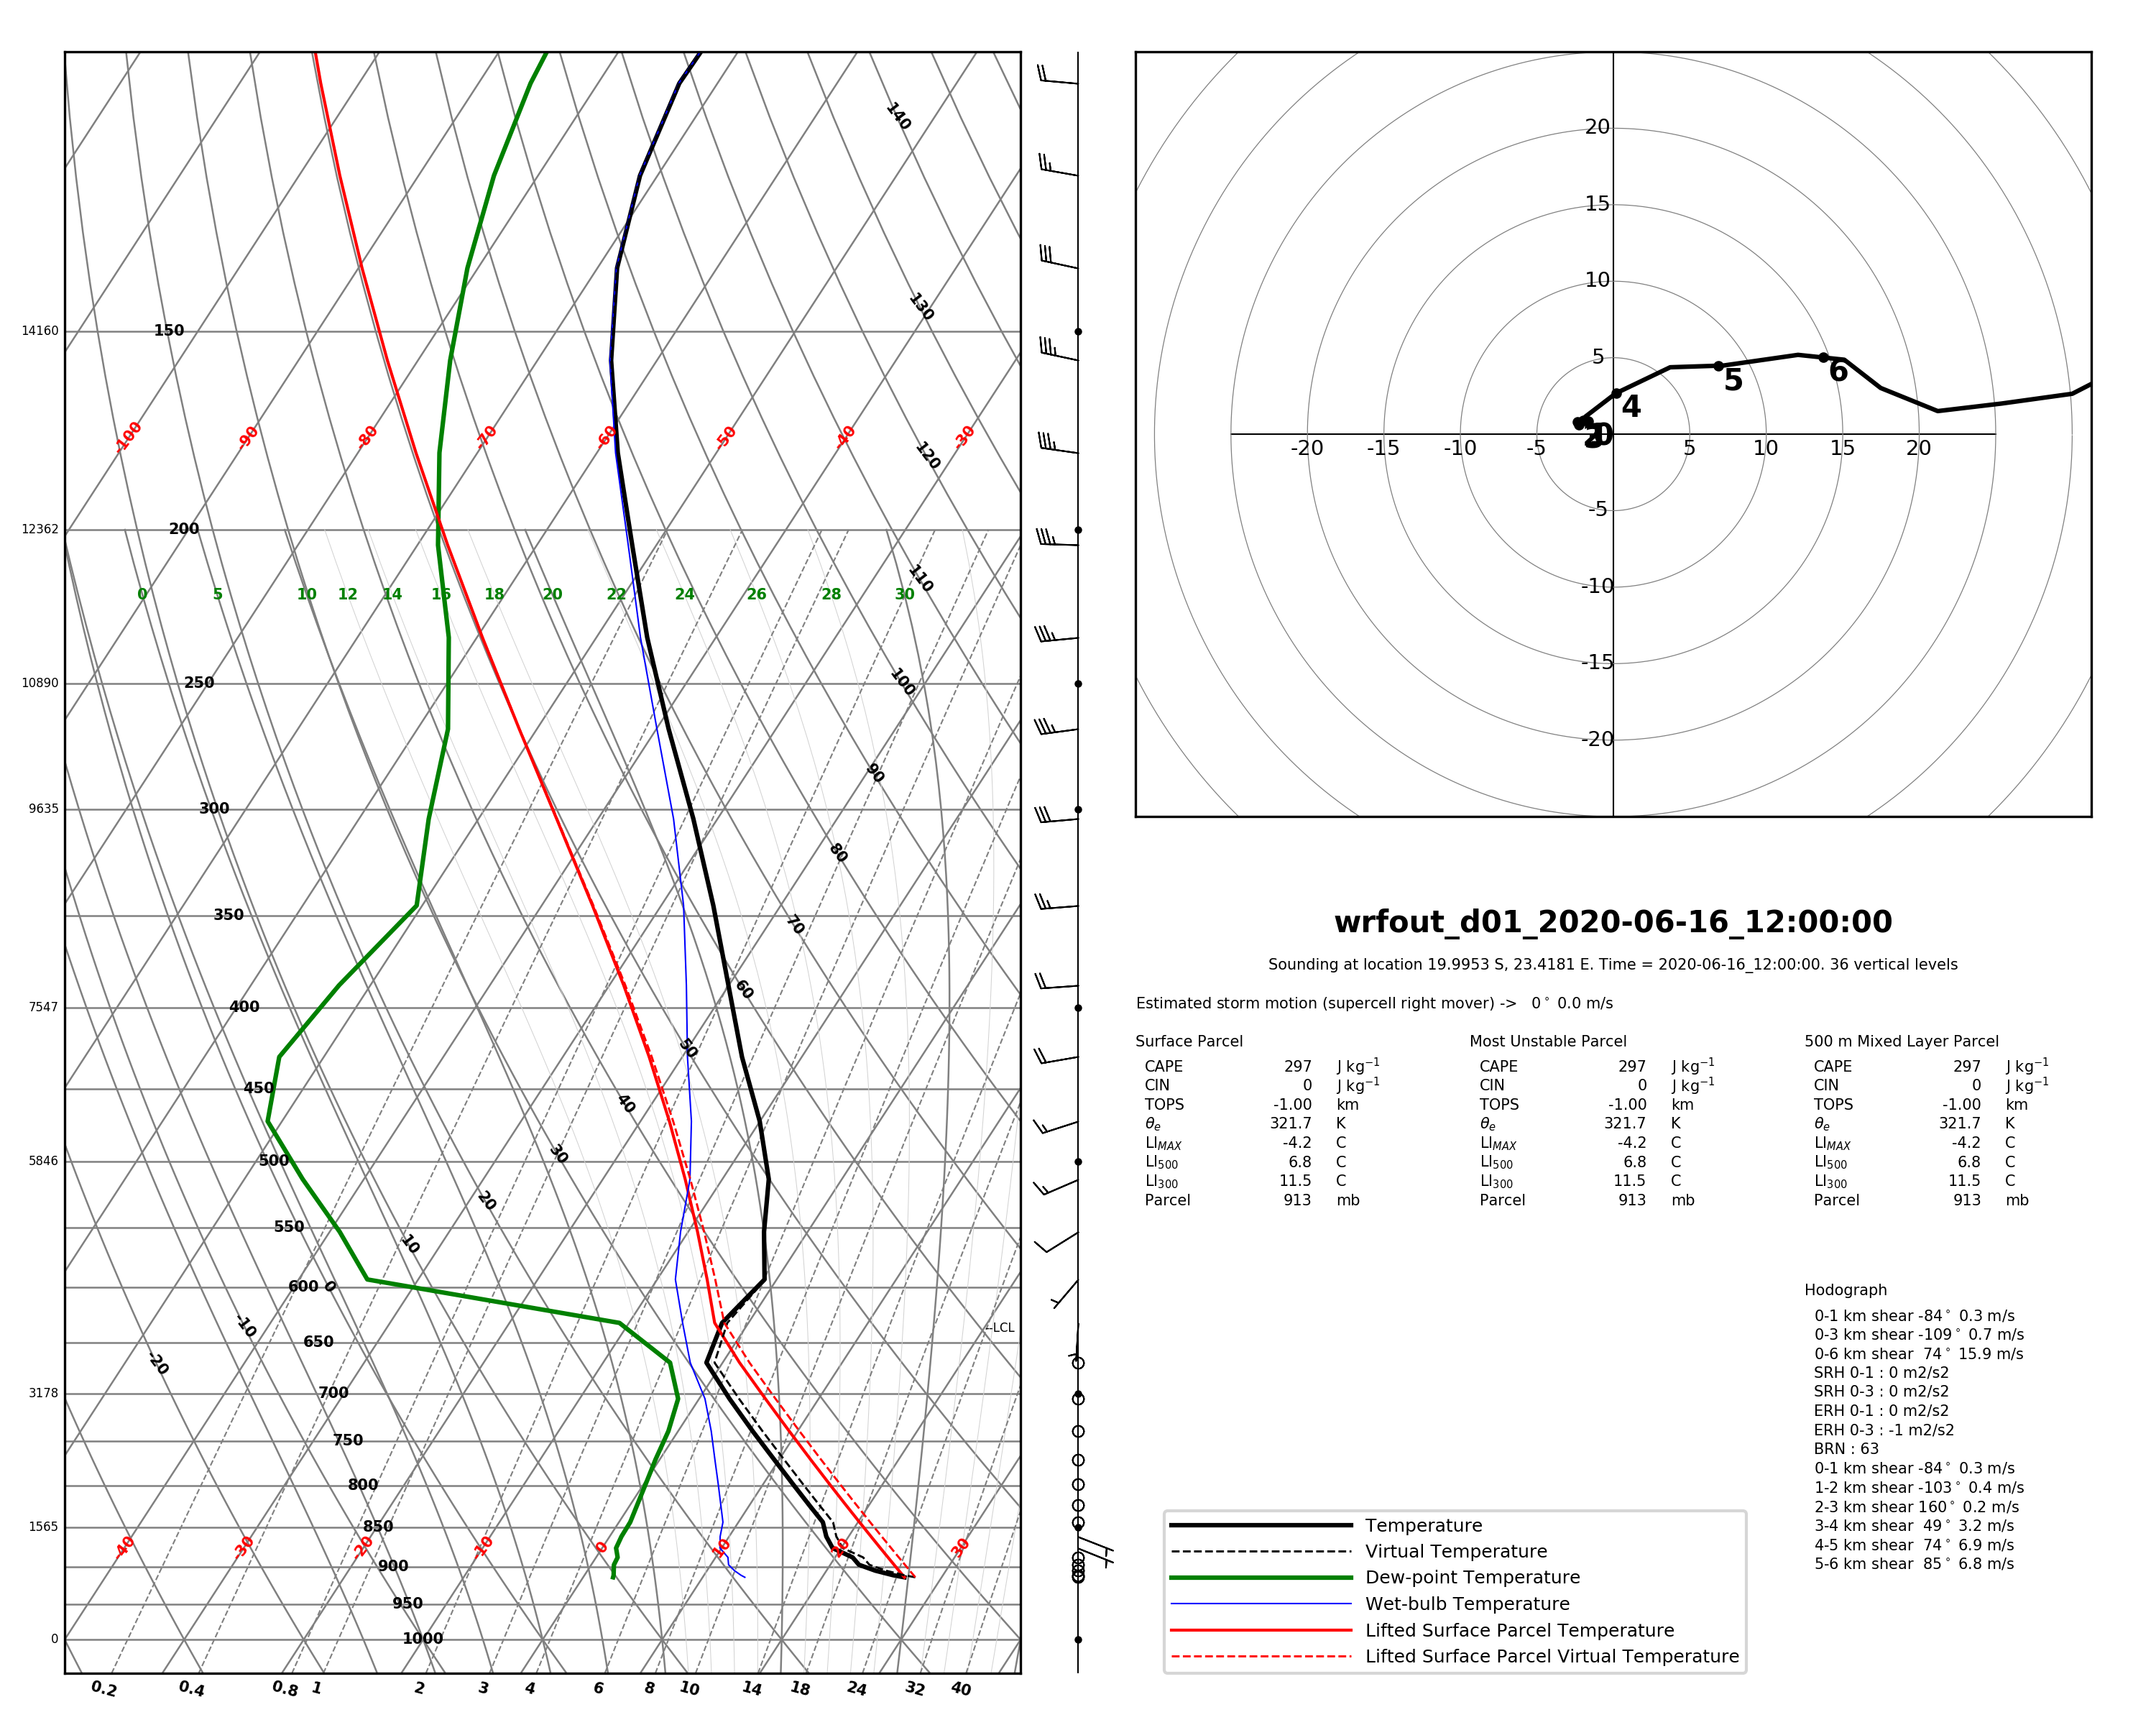 140
130
14160 150
-100 -90 -80 -70 -60 -50 -40 -30
120
12362 200
110
0 5 10 12 14 16 18 20 22 24 26 28 30
10890 250
100
90
9635 300
80
350
70
7547 400
60
50
450
40
5846 500
30
20
550
10
600 0
-10
650
--LCL
-20
3178 700
750
800
1565 850
-40 -30 -20 -10 0 10 20 30
900
950
0 1000
0.2 0.4 0.8 1 2 3 4 6 8 10 14 18 24 32 40
20
15
10
5
-20 -15 -10 -5 5 10 15 20
-5
-10
-15
-20
4
5
6
0
wrfout_d01_2020-06-16_12:00:00
Sounding at location 19.9953 S, 23.4181 E. Time = 2020-06-16_12:00:00. 36 vertical levels
Estimated storm motion (supercell right mover) -> 0° 0.0 m/s
Surface Parcel Most Unstable Parcel 500 m Mixed Layer Parcel
CAPE 297 J kg⁻¹ CAPE 297 J kg⁻¹ CAPE 297 J kg⁻¹
CIN 0 J kg⁻¹ CIN 0 J kg⁻¹ CIN 0 J kg⁻¹
TOPS -1.00 km TOPS -1.00 km TOPS -1.00 km
θe 321.7 K θe 321.7 K θe 321.7 K
LIMAX -4.2 C LIMAX -4.2 C LIMAX -4.2 C
LI500 6.8 C LI500 6.8 C LI500 6.8 C
LI300 11.5 C LI300 11.5 C LI300 11.5 C
Parcel 913 mb Parcel 913 mb Parcel 913 mb
Hodograph
0-1 km shear -84° 0.3 m/s
0-3 km shear -109° 0.7 m/s
0-6 km shear 74° 15.9 m/s
SRH 0-1 : 0 m2/s2
SRH 0-3 : 0 m2/s2
ERH 0-1 : 0 m2/s2
ERH 0-3 : -1 m2/s2
BRN : 63
0-1 km shear -84° 0.3 m/s
1-2 km shear -103° 0.4 m/s
2-3 km shear 160° 0.2 m/s
3-4 km shear 49° 3.2 m/s
4-5 km shear 74° 6.9 m/s
5-6 km shear 85° 6.8 m/s
Temperature
Virtual Temperature
Dew-point Temperature
Wet-bulb Temperature
Lifted Surface Parcel Temperature
Lifted Surface Parcel Virtual Temperature